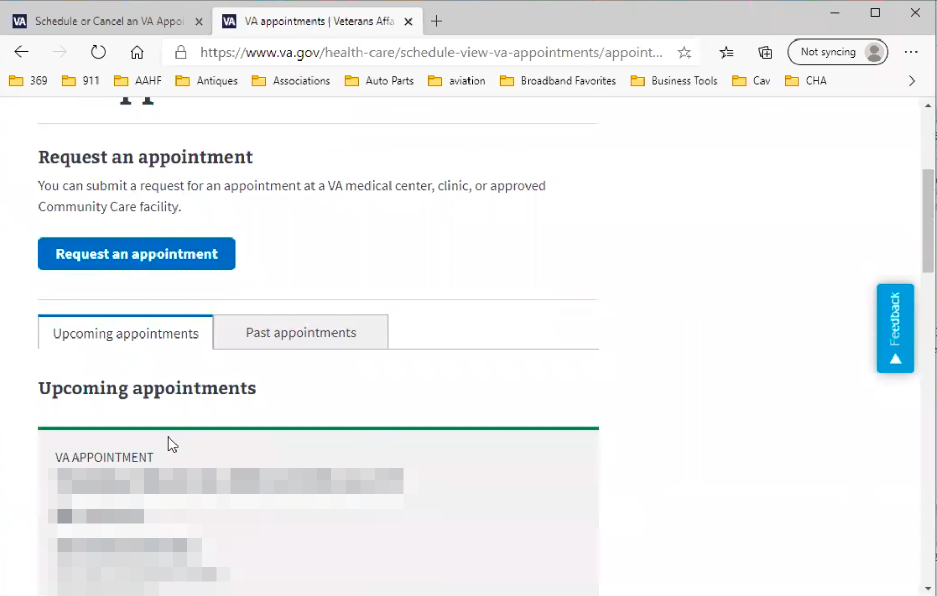 VA Schedule or Cancel an VA Appoi
VA VA appointments | Veterans Affa
https://www.va.gov/health-care/schedule-view-va-appointments/appoint...
Not syncing
369 911 AAHF Antiques Associations Auto Parts aviation Broadband Favorites Business Tools Cav CHA
Request an appointment
You can submit a request for an appointment at a VA medical center, clinic, or approved
Community Care facility.
Request an appointment
Feedback
Upcoming appointments Past appointments
Upcoming appointments
VA APPOINTMENT